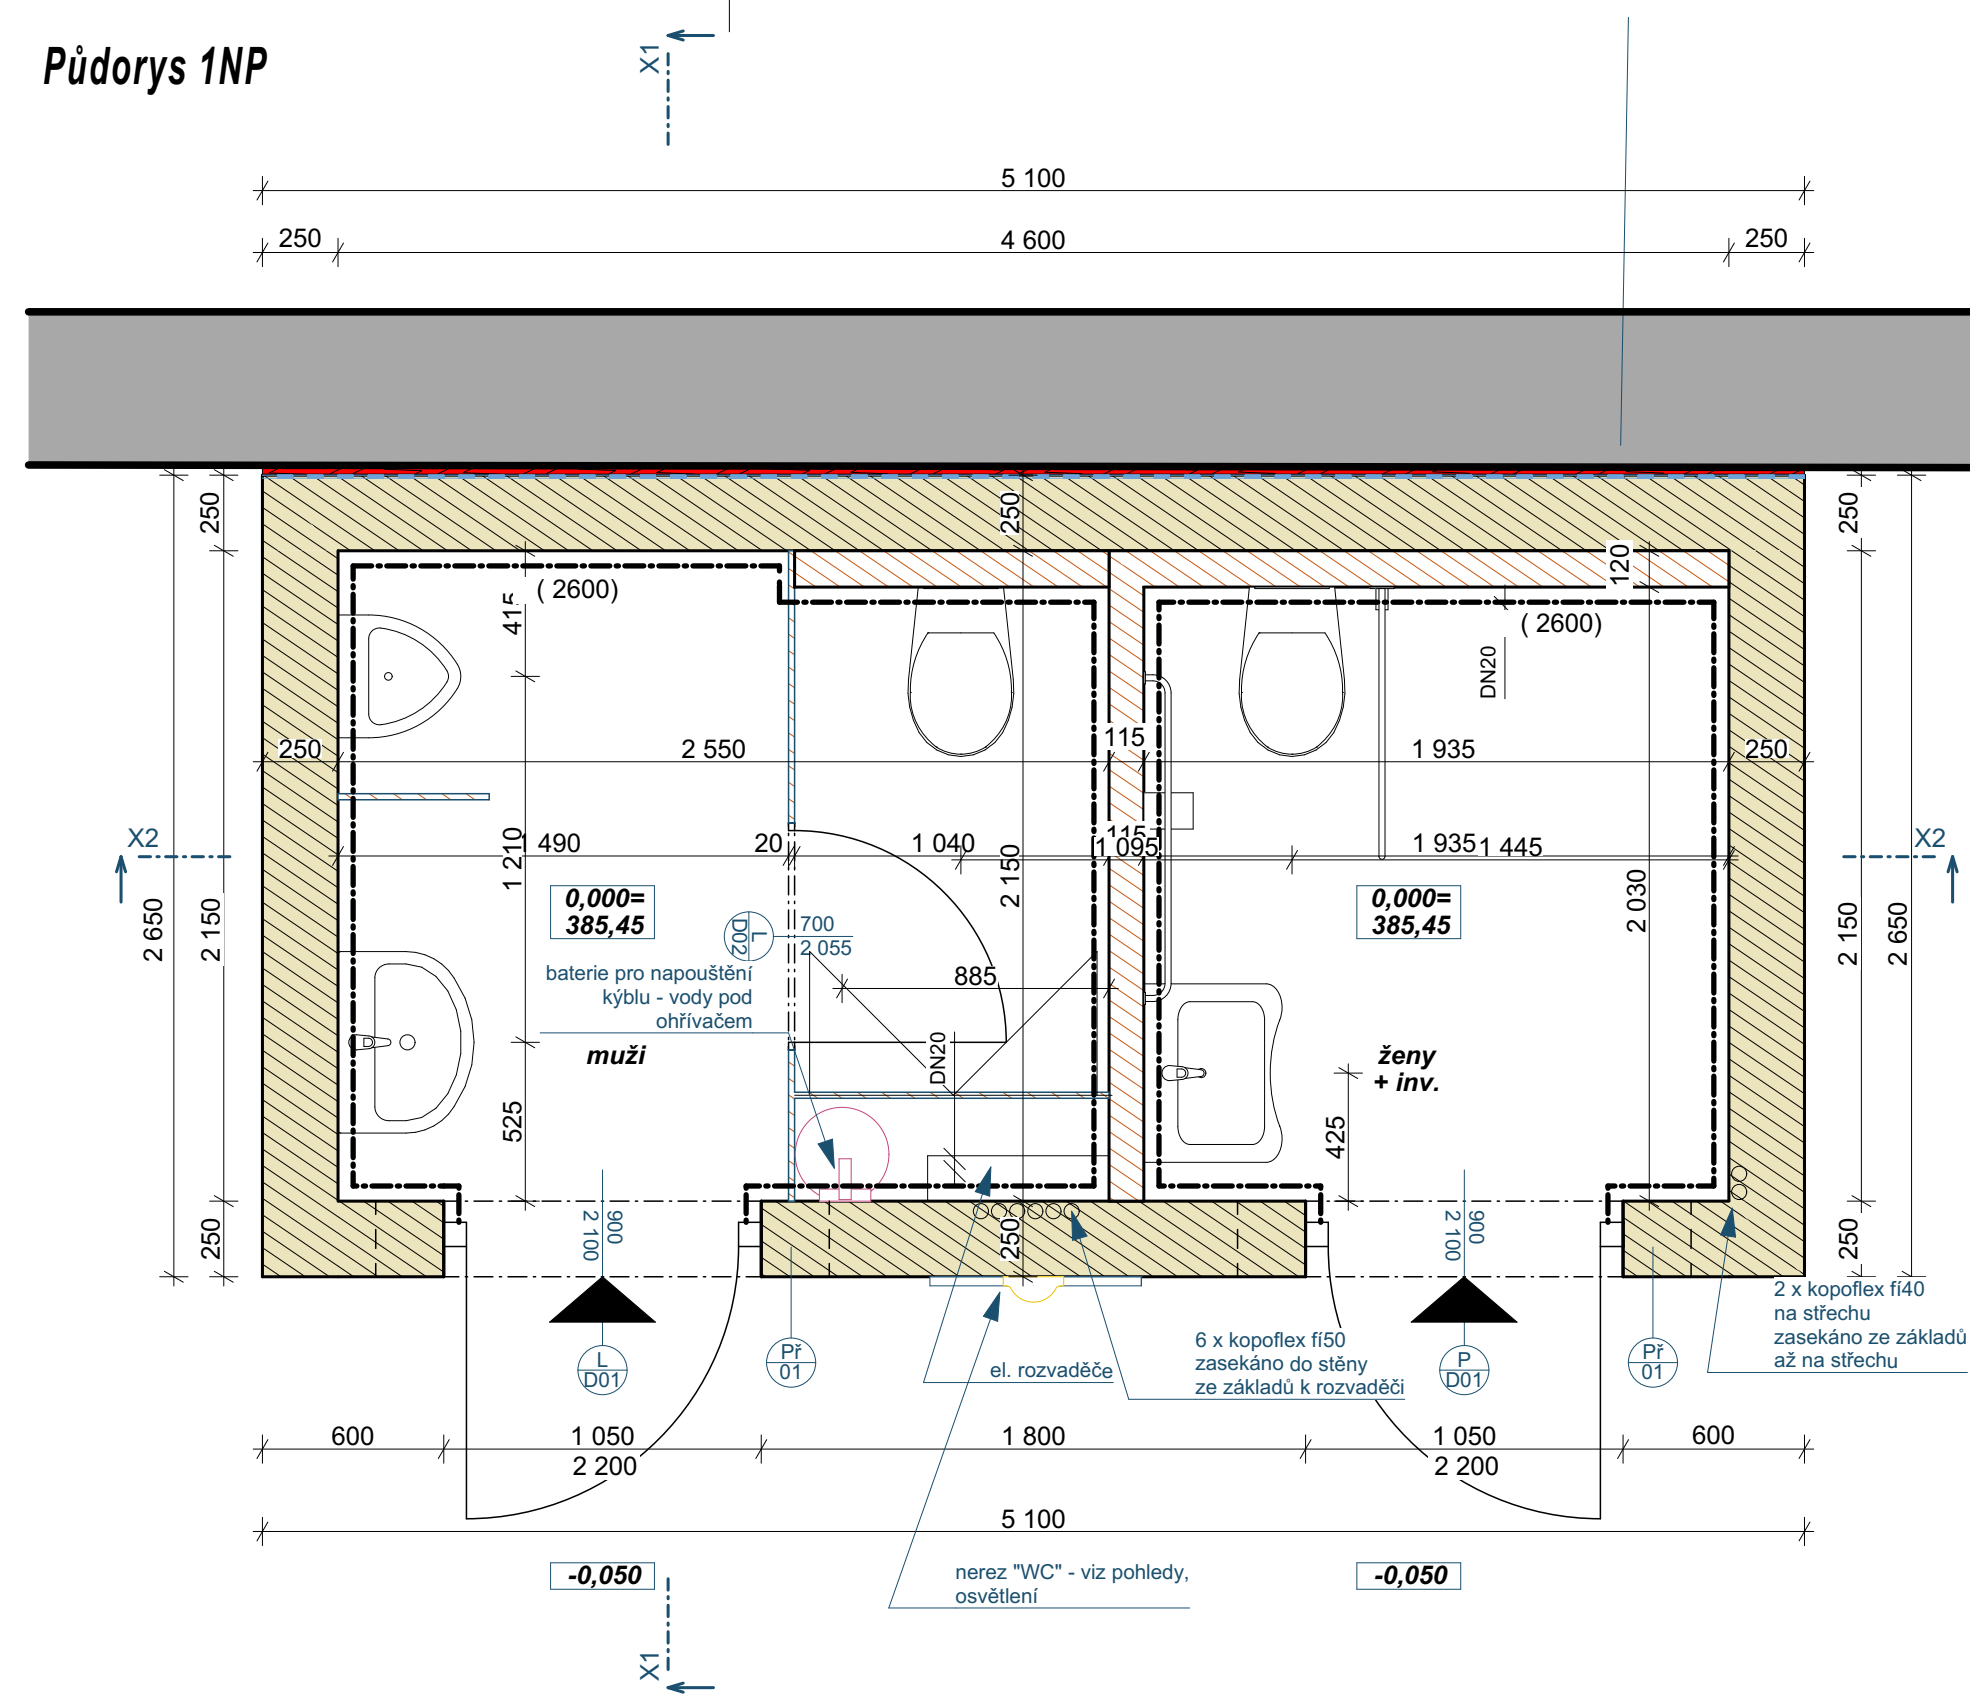 Půdorys 1NP
X1
5 100
250
4 600
250
250
250
250
120
( 2600)
415
( 2600)
DN20
250
2 550
115
1 935
250
X2
1 490
20
1 040
115
1 095
1 935
1 445
X2
1 210
2 150
2 030
2 650
2 150
2 150
2 650
0,000=
385,45
0,000=
385,45
L
D02
700
2 055
baterie pro napouštění
kýblu - vody pod
ohřívačem
885
DN20
muži
ženy
+ inv.
525
425
250
900
2 100
250
900
2 100
250
2 x kopoflex fí40
na střechu
zasekáno ze základů
až na střechu
L
D01
Př
01
el. rozvaděče
6 x kopoflex fí50
zasekáno do stěny
ze základů k rozvaděči
P
D01
Př
01
600
1 050
2 200
1 800
1 050
2 200
600
5 100
-0,050
nerez "WC" - viz pohledy,
osvětlení
-0,050
X1